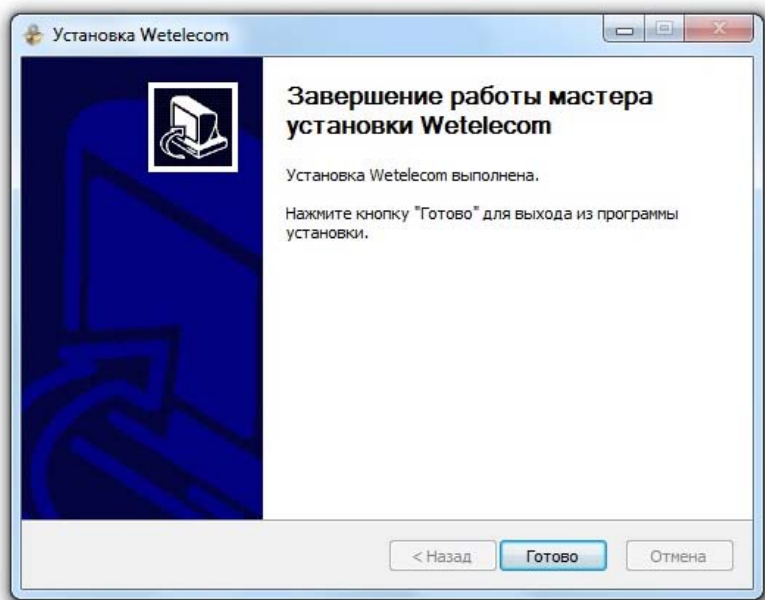 Установка Wetelecom
Завершение работы мастера
установки Wetelecom
Установка Wetelecom выполнена.
Нажмите кнопку "Готово" для выхода из программы
установки.
< Назад
Готово
Отмена